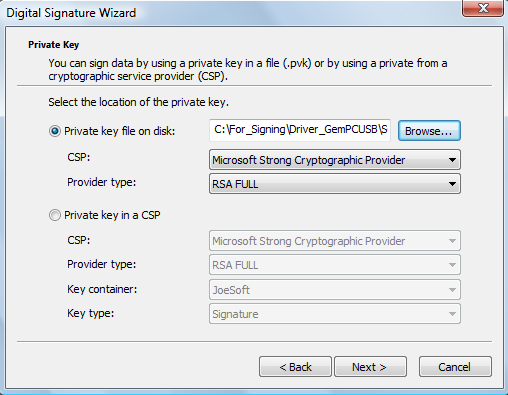 Digital Signature Wizard
Private Key
You can sign data by using a private key in a file (.pvk) or by using a private from a
cryptographic service provider (CSP).
Select the location of the private key.
Private key file on disk: C:\For_Signing\Driver_GemPCUSB\S Browse...
CSP: Microsoft Strong Cryptographic Provider
Provider type: RSA FULL
Private key in a CSP
CSP: Microsoft Strong Cryptographic Provider
Provider type: RSA FULL
Key container: JoeSoft
Key type: Signature
< Back Next > Cancel